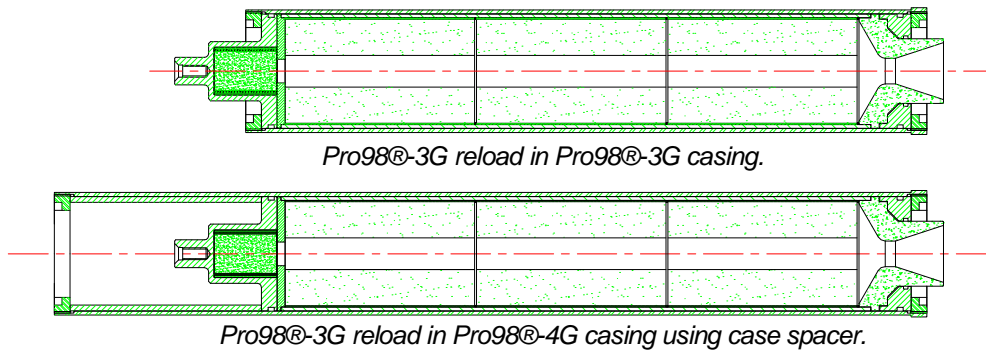 Pro98®-3G reload in Pro98®-3G casing.
Pro98®-3G reload in Pro98®-4G casing using case spacer.